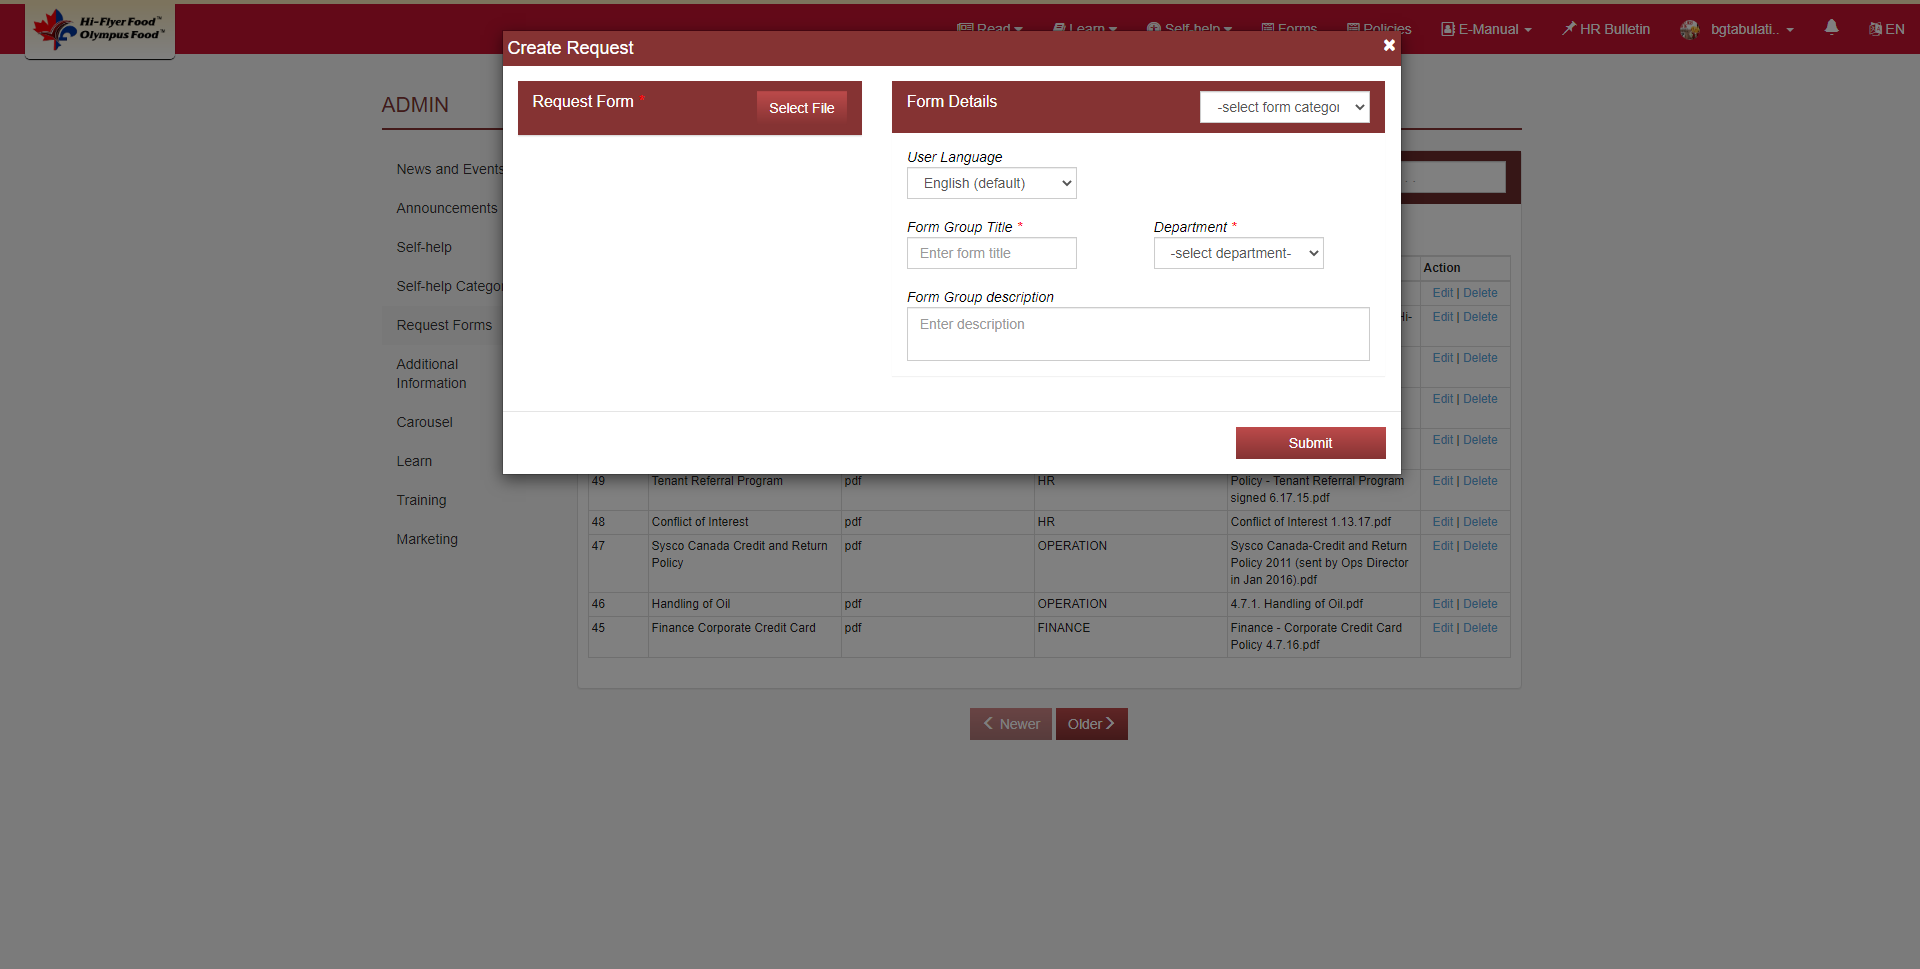 Hi-Flyer Food™
Olympus Food™
Read
Learn
Self-help
Forms
Policies
E-Manual
HR Bulletin
bgtabulati..
EN
Create Request
Request Form *
Select File
Form Details
-select form categor
User Language
English (default)
Form Group Title *
Department *
Enter form title
-select department-
Form Group description
Enter description
Submit
ADMIN
News and Events
Announcements
Self-help
Self-help Categor
Request Forms
Additional
Information
Carousel
Learn
Training
Marketing
Action
Edit | Delete
Hi-
Edit | Delete
Edit | Delete
Edit | Delete
Edit | Delete
49 Tenant Referral Program pdf HR Policy - Tenant Referral Program Edit | Delete
signed 6.17.15.pdf
48 Conflict of Interest pdf HR Conflict of Interest 1.13.17.pdf Edit | Delete
47 Sysco Canada Credit and Return pdf OPERATION Sysco Canada-Credit and Return Edit | Delete
Policy Policy 2011 (sent by Ops Director
in Jan 2016).pdf
46 Handling of Oil pdf OPERATION 4.7.1. Handling of Oil.pdf Edit | Delete
45 Finance Corporate Credit Card pdf FINANCE Finance - Corporate Credit Card Edit | Delete
Policy 4.7.16.pdf
Newer
Older